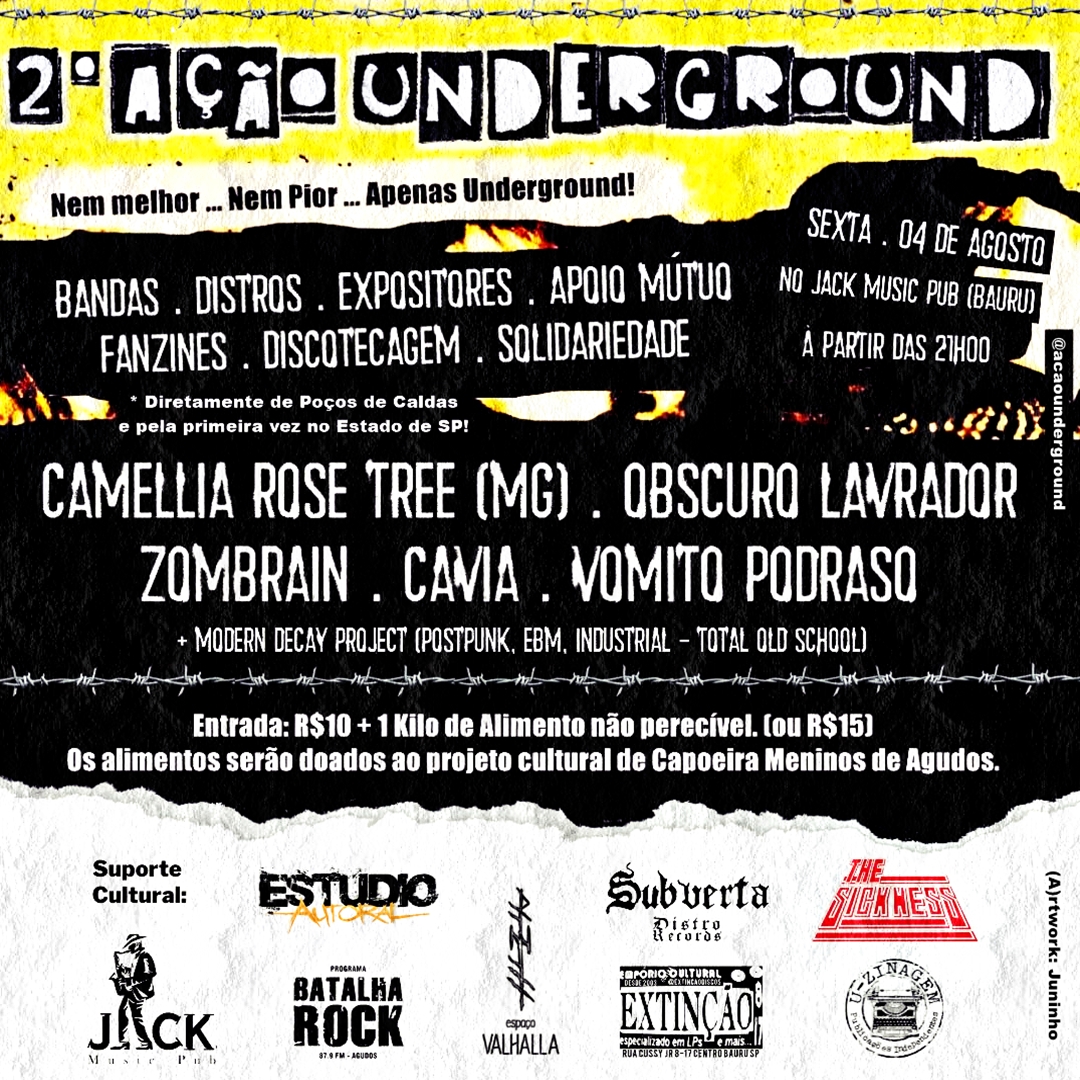 2ª AÇÃO UNDERGROUND
Nem melhor ... Nem Pior ... Apenas Underground!
SEXTA . 04 DE AGOSTO
NO JACK MUSIC PUB (BAURU)
À PARTIR DAS 21H00
BANDAS . DISTROS . EXPOSITORES . APOIO MÚTUO
FANZINES . DISCOTECAGEM . SOLIDARIEDADE
@acaounderground
* Diretamente de Poços de Caldas
e pela primeira vez no Estado de SP!
CAMELLIA ROSE TREE (MG) . OBSCURO LAVRADOR
ZOMBRAIN . CAVIA . VOMITO PODRASO
+ MODERN DECAY PROJECT (POSTPUNK, EBM, INDUSTRIAL - TOTAL OLD SCHOOL)
Entrada: R$10 + 1 Kilo de Alimento não perecível. (ou R$15)
Os alimentos serão doados ao projeto cultural de Capoeira Meninos de Agudos.
Suporte
Cultural:
ESTUDIO
AUTORAL
Subverta
Distro
Records
THE
SICKNESS
JACK
Music Pub
PROGRAMA
BATALHA
ROCK
87.9 FM - AGUDOS
espaço
VALHALLA
EMPÓRIO CULTURAL
DESDE 2003 @EXTINCAODISCOS
EXTINÇÃO
especializado em LPs e mais...
RUA GUSSY JR 8-17 CENTRO BAURU SP
U-ZINAGEM
Publicações Independentes
(A)rtwork: Juninho